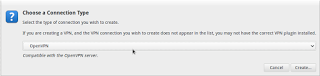 Choose a Connection Type
Select the type of connection you wish to create.
If you are creating a VPN, and the VPN connection you wish to create does not appear in the list, you may not have the correct VPN plugin installed.
OpenVPN
Compatible with the OpenVPN server.
Cancel
Create...